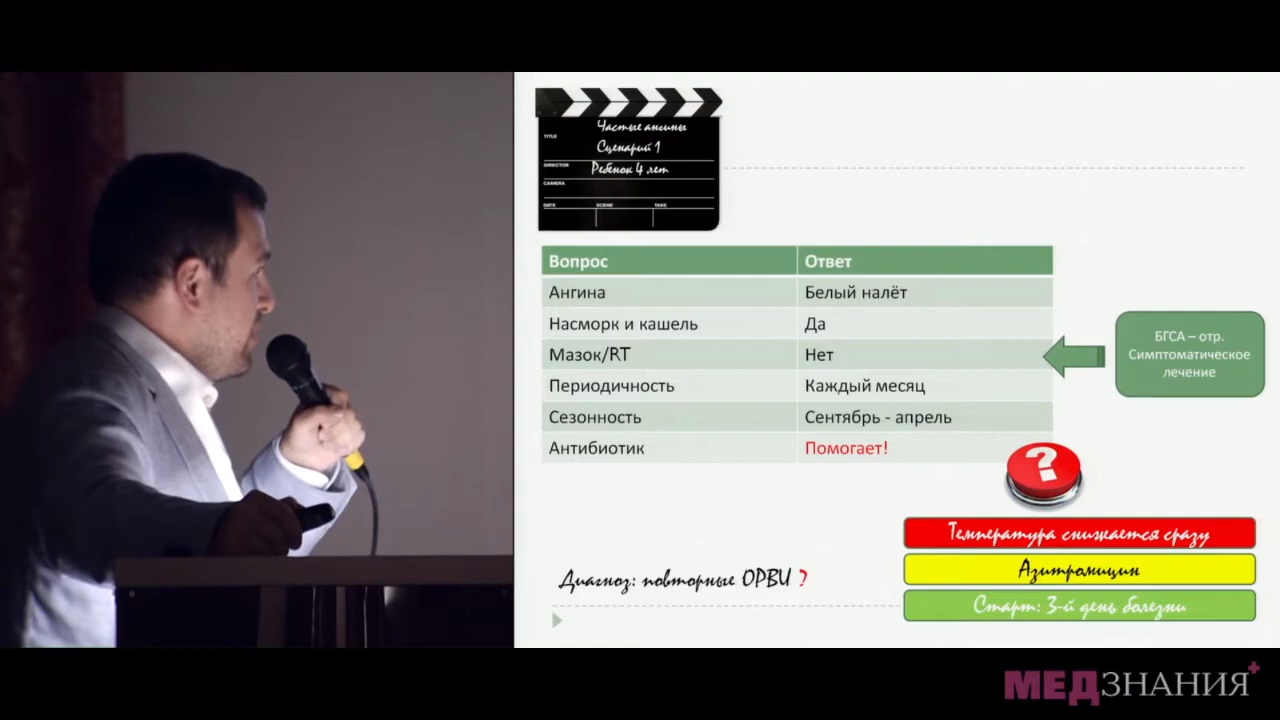 TITLE
Частые ангины
Сценарий 1
DIRECTOR
Ребенок 4 лет
CAMERA
DATE SCENE TAKE
Вопрос Ответ
Ангина Белый налёт
Насморк и кашель Да
Мазок/RT Нет
Периодичность Каждый месяц
Сезонность Сентябрь - апрель
Антибиотик Помогает!
БГСА – отр.
Симптоматическое
лечение
?
Температура снижается сразу
Азитромицин
Старт: 3-й день болезни
Диагноз: повторные ОРВИ ?
МЕДЗНАНИЯ+